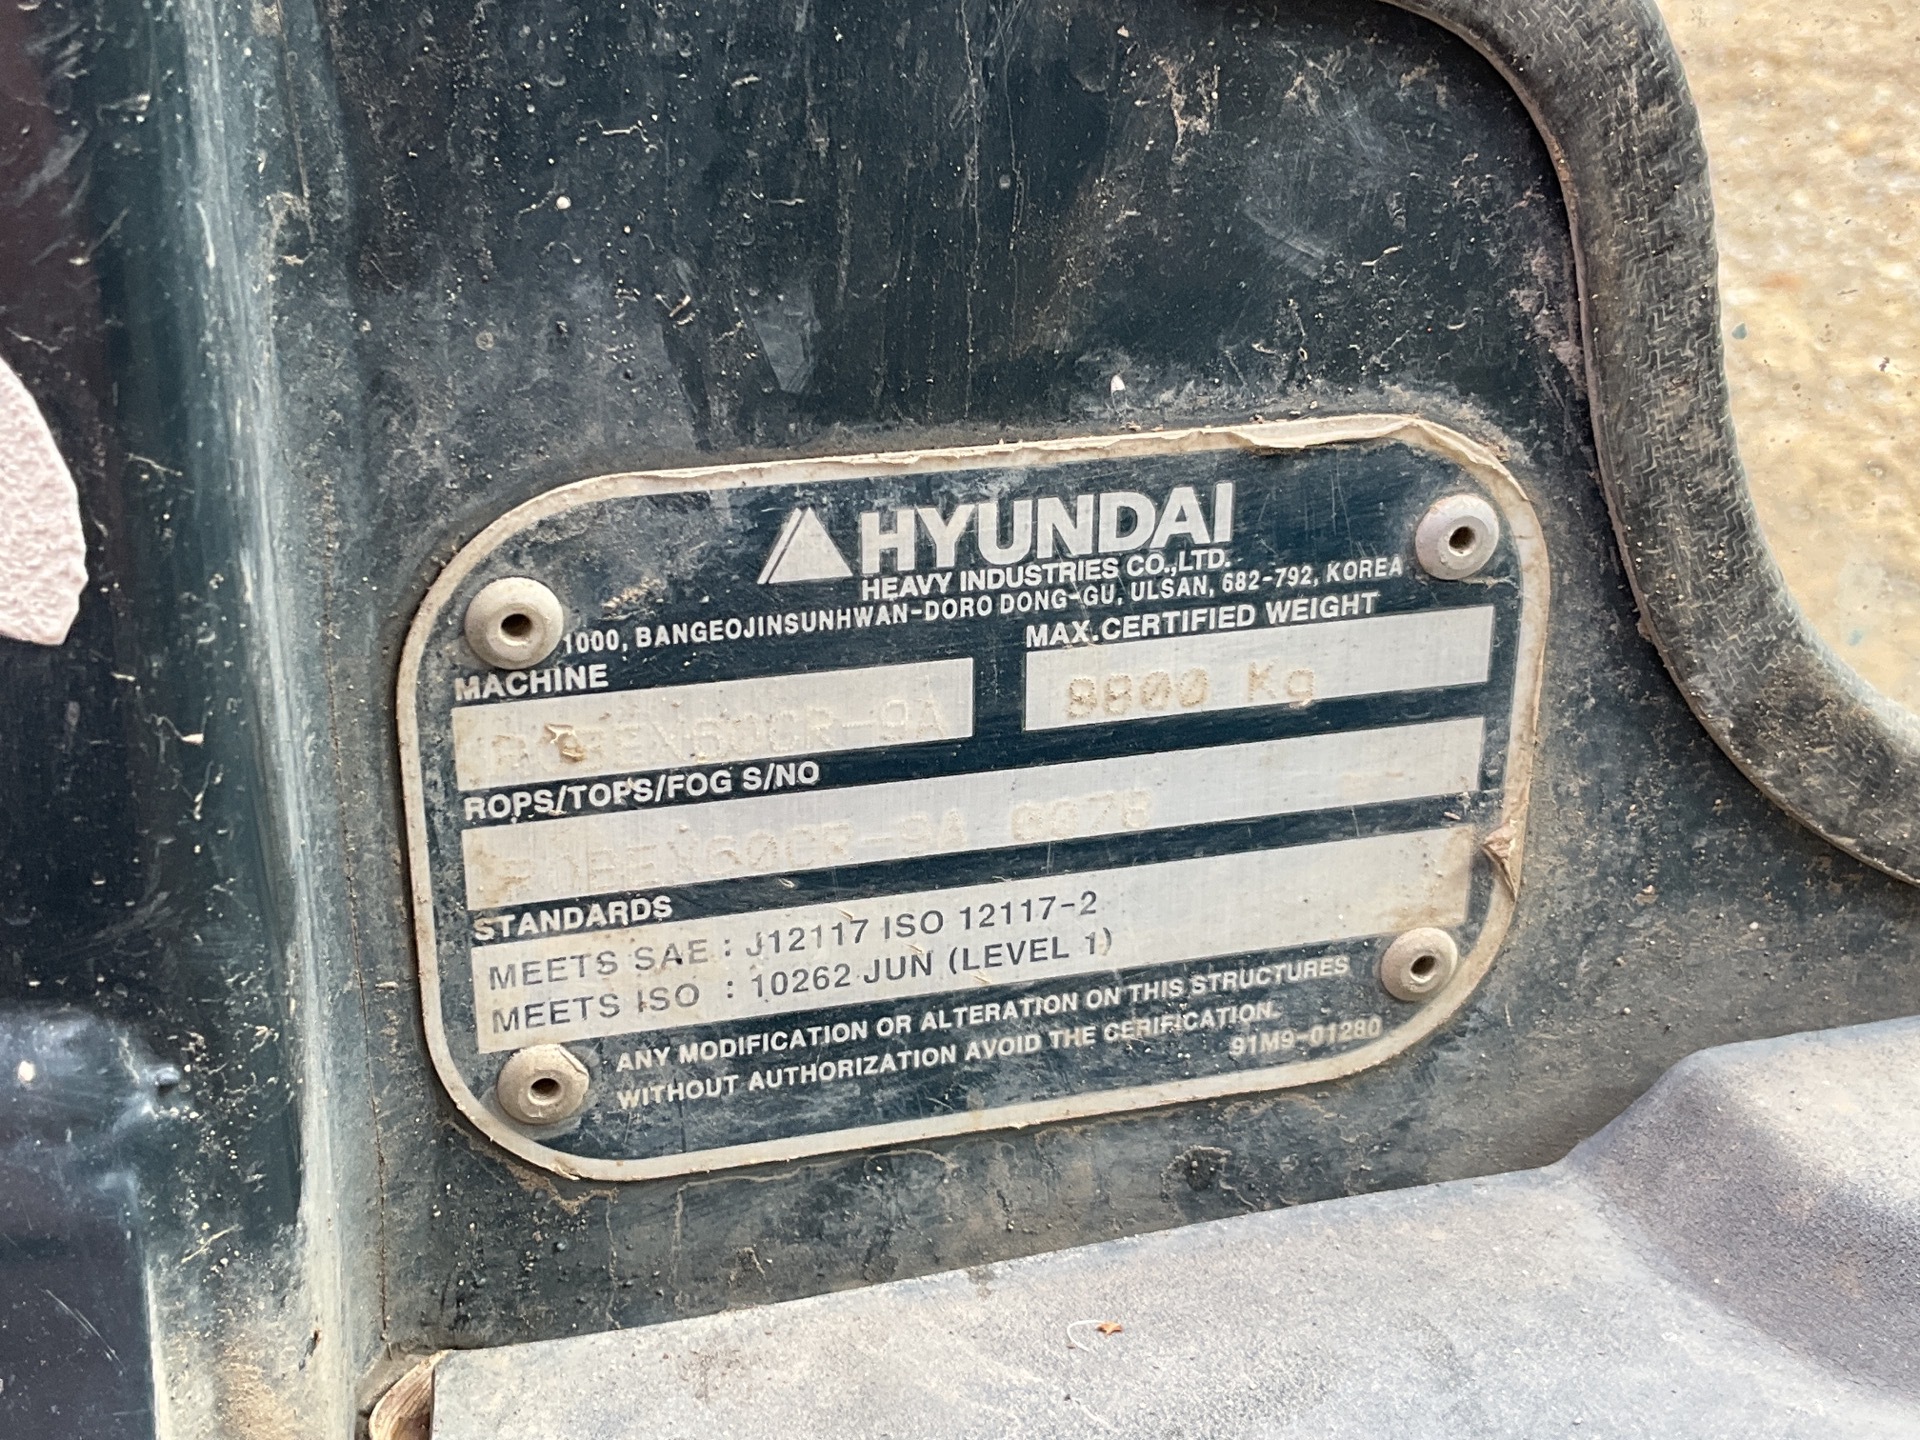 HYUNDAI
HEAVY INDUSTRIES CO.,LTD.
1000, BANGEOJINSUNHWAN-DORO DONG-GU, ULSAN, 682-792, KOREA
MACHINE
MAX.CERTIFIED WEIGHT
8800 Kg
ROPS/TOPS/FOG S/NO
STANDARDS
MEETS SAE : J12117 ISO 12117-2
MEETS ISO : 10262 JUN (LEVEL 1)
ANY MODIFICATION OR ALTERATION ON THIS STRUCTURES
WITHOUT AUTHORIZATION AVOID THE CERIFICATION.
91M9-01280